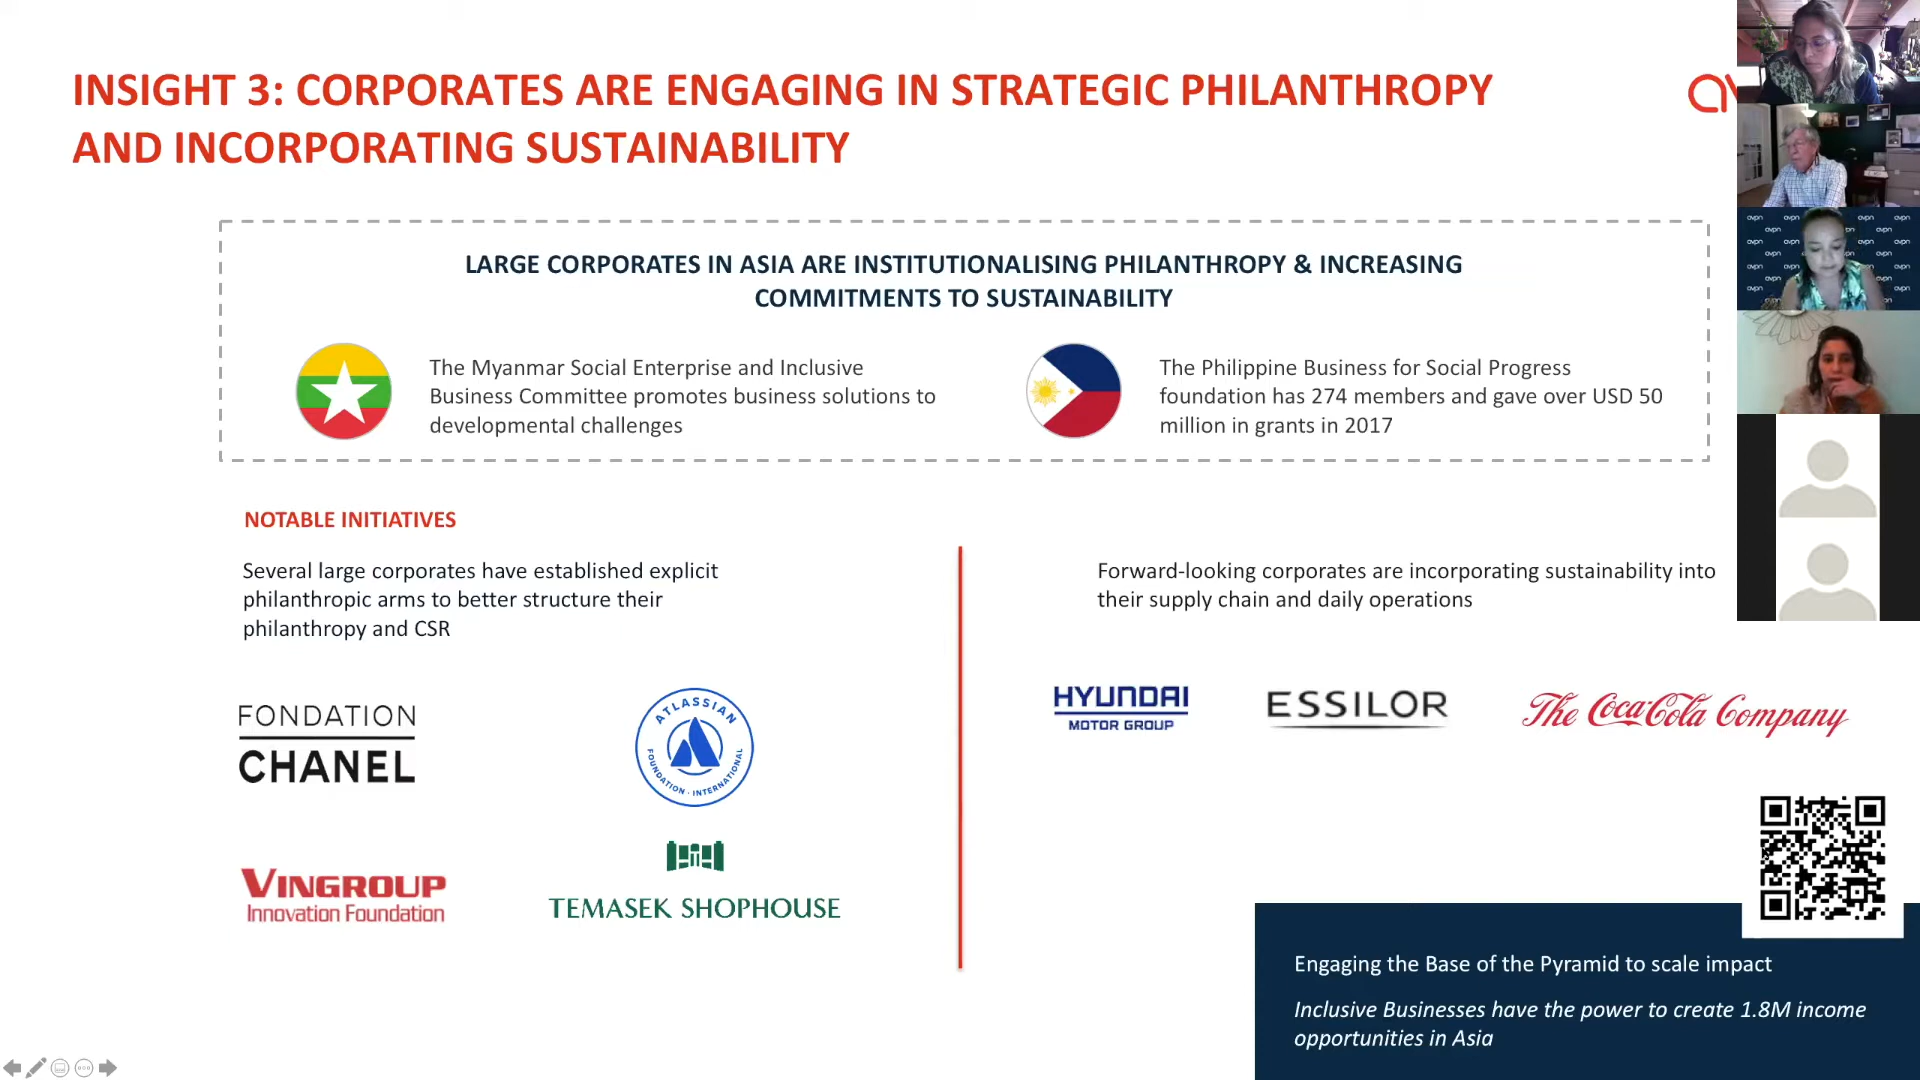 INSIGHT 3: CORPORATES ARE ENGAGING IN STRATEGIC PHILANTHROPY
AND INCORPORATING SUSTAINABILITY
LARGE CORPORATES IN ASIA ARE INSTITUTIONALISING PHILANTHROPY & INCREASING
COMMITMENTS TO SUSTAINABILITY
The Myanmar Social Enterprise and Inclusive
Business Committee promotes business solutions to
developmental challenges
The Philippine Business for Social Progress
foundation has 274 members and gave over USD 50
million in grants in 2017
NOTABLE INITIATIVES
Several large corporates have established explicit
philanthropic arms to better structure their
philanthropy and CSR
Forward-looking corporates are incorporating sustainability into
their supply chain and daily operations
FONDATION
CHANEL
ATLASSIAN
FOUNDATION · INTERNATIONAL
VINGROUP
Innovation Foundation
TEMASEK SHOPHOUSE
HYUNDAI
MOTOR GROUP
ESSILOR
The Coca-Cola Company
Engaging the Base of the Pyramid to scale impact
Inclusive Businesses have the power to create 1.8M income
opportunities in Asia
avpn avpn avpn avpn